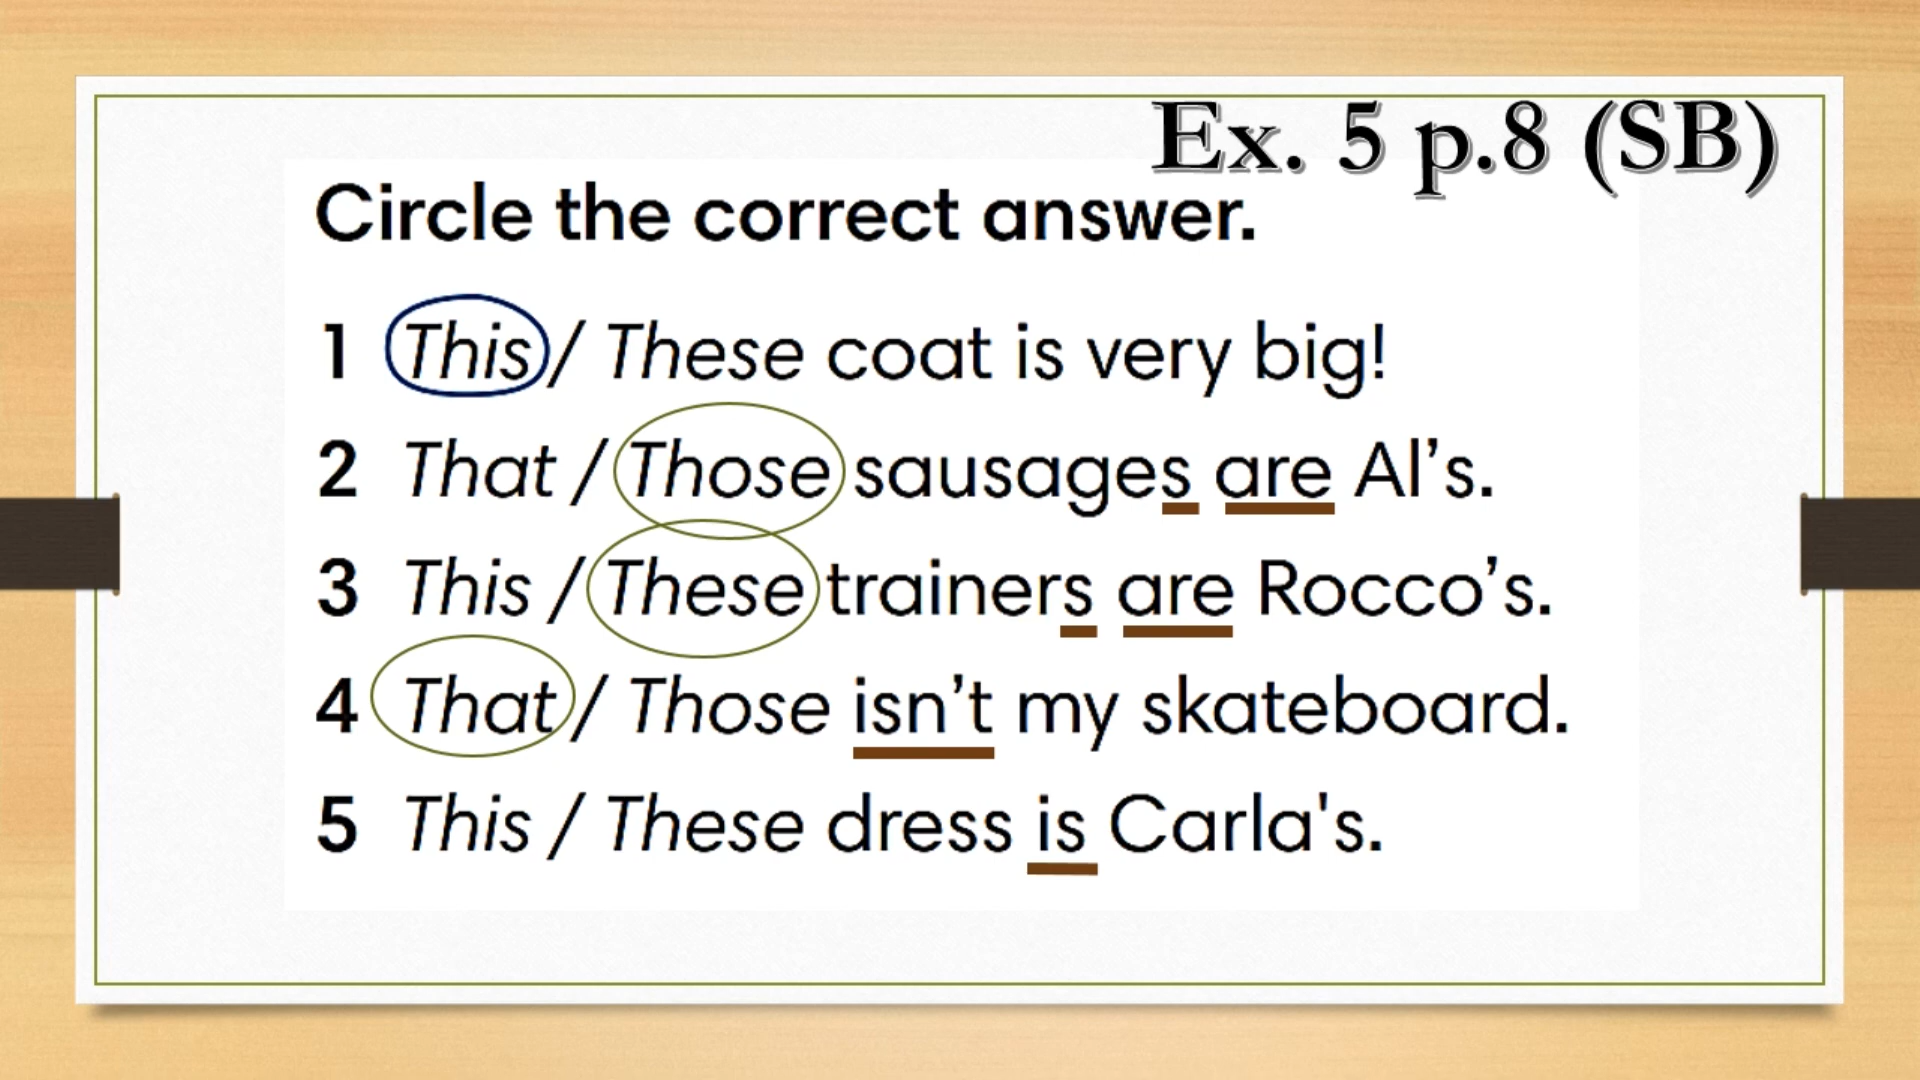 Ex. 5 p.8 (SB)
Circle the correct answer.
1 This / These coat is very big!
2 That / Those sausages are Al’s.
3 This / These trainers are Rocco’s.
4 That / Those isn’t my skateboard.
5 This / These dress is Carla's.